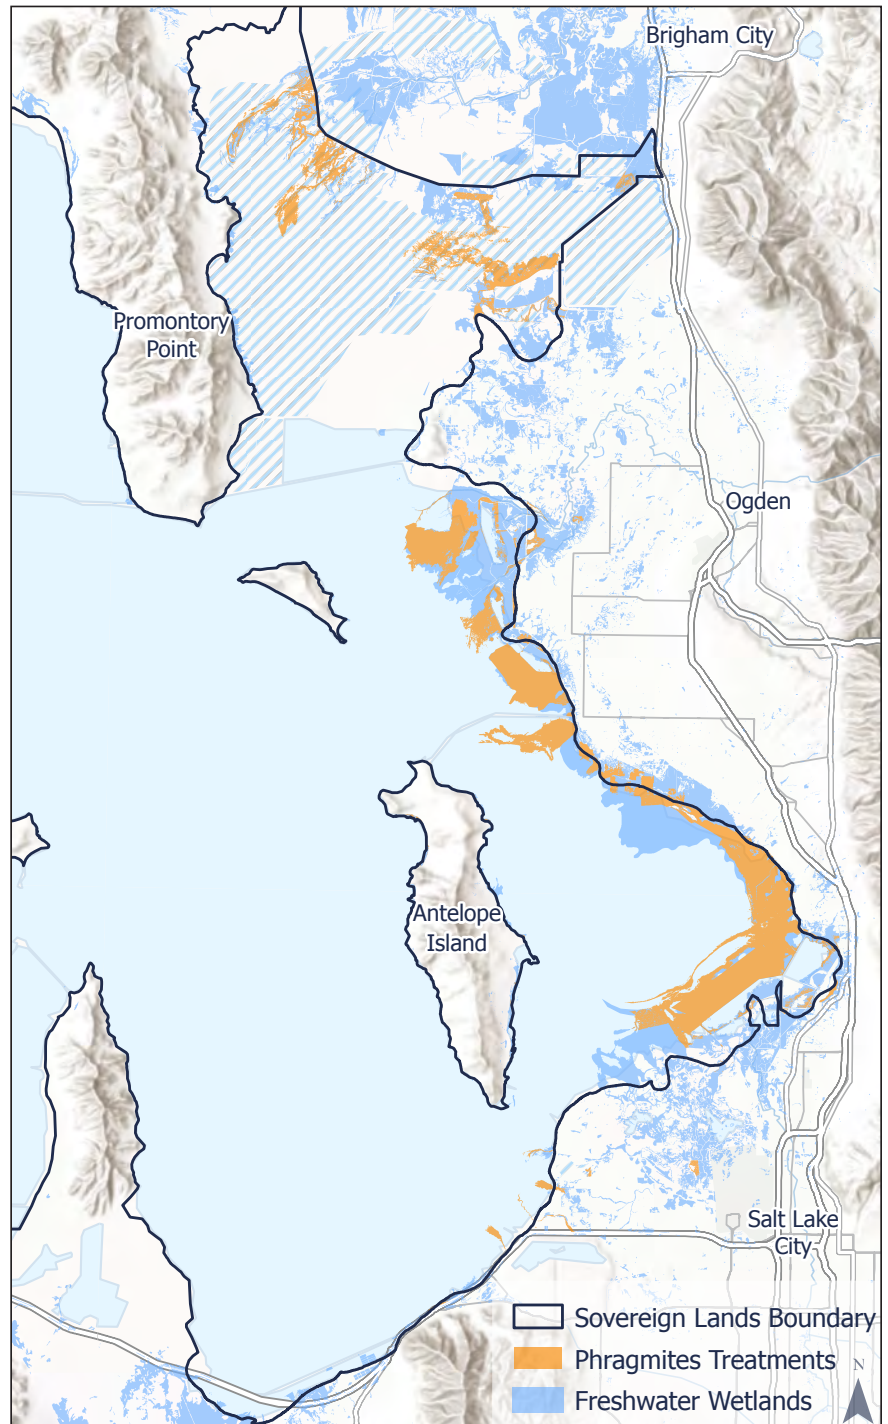 Brigham City
Promontory
Point
Ogden
Antelope
Island
Salt Lake
City
Sovereign Lands Boundary
Phragmites Treatments
N
Freshwater Wetlands